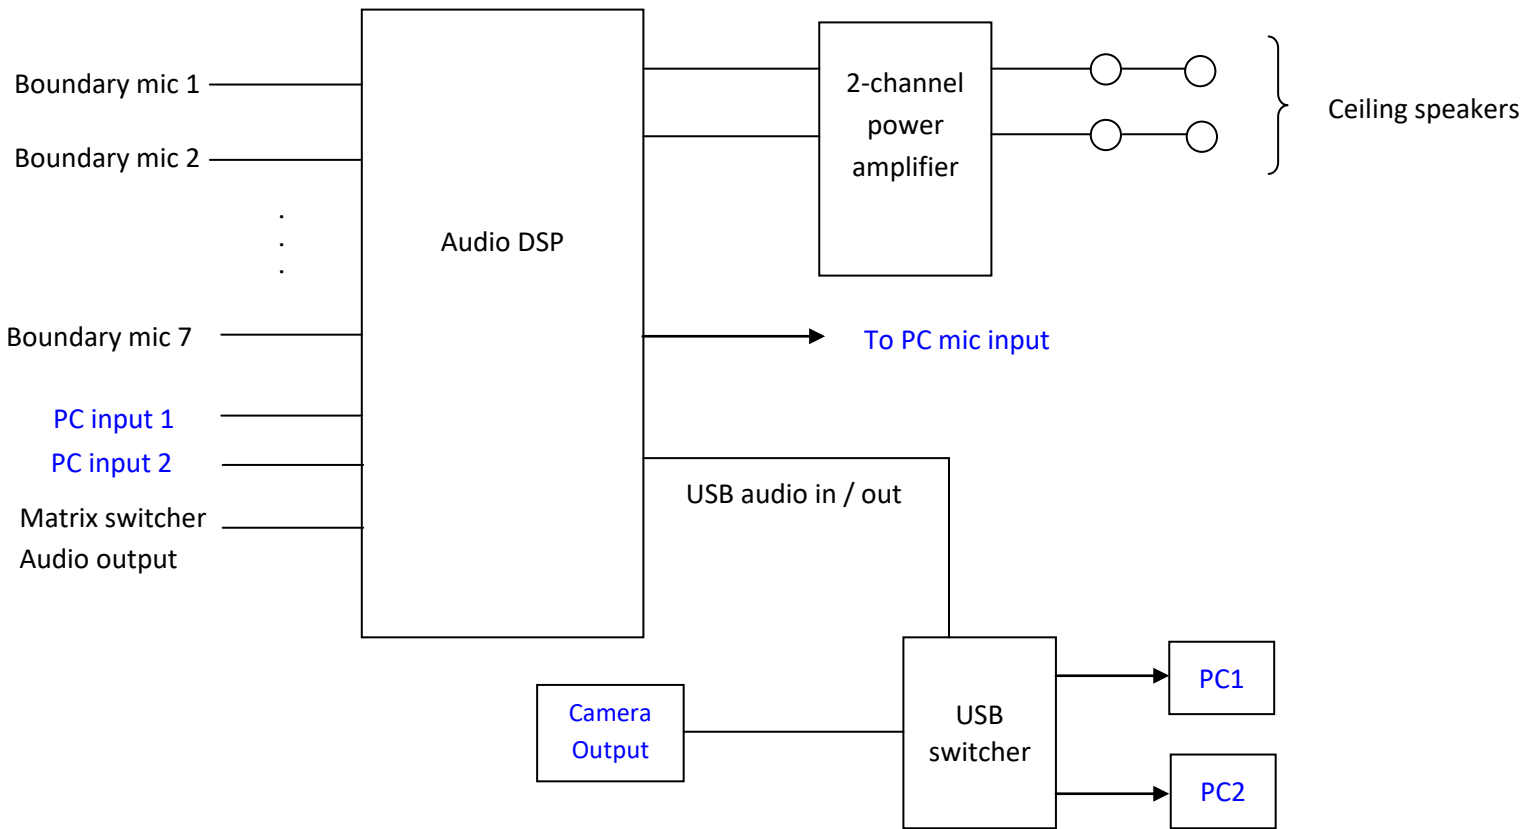 Boundary mic 1
Boundary mic 2
.
.
.
Boundary mic 7
PC input 1
PC input 2
Matrix switcher
Audio output
Audio DSP
2-channel
power
amplifier
Ceiling speakers
To PC mic input
USB audio in / out
Camera
Output
USB
switcher
PC1
PC2